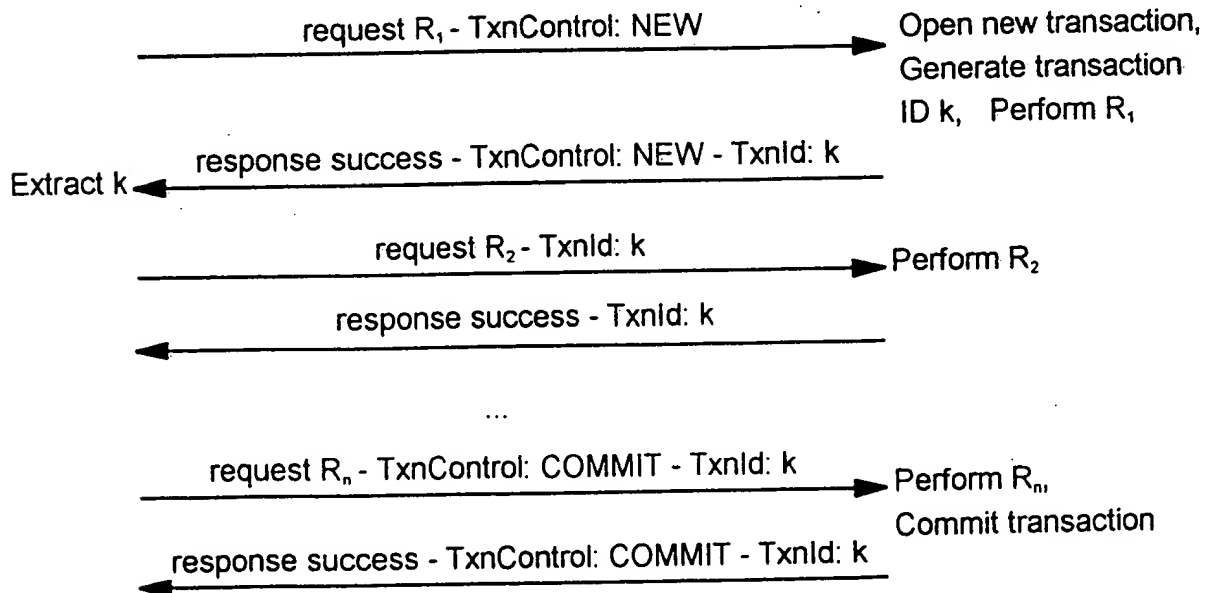 request R₁ - TxnControl: NEW
Open new transaction,
Generate transaction
ID k, Perform R₁
response success - TxnControl: NEW - TxnId: k
Extract k
request R₂ - TxnId: k
Perform R₂
response success - TxnId: k
...
request Rₙ - TxnControl: COMMIT - TxnId: k
Perform Rₙ,
Commit transaction
response success - TxnControl: COMMIT - TxnId: k